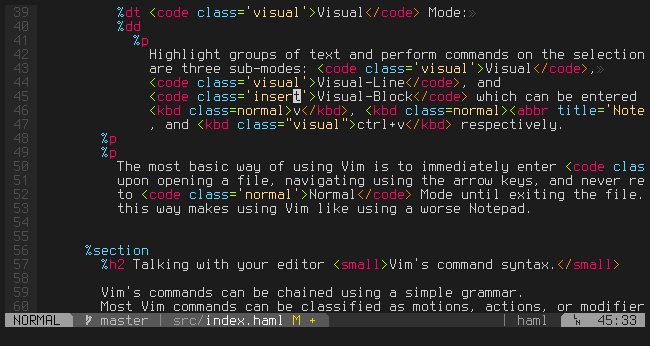 39 %dt <code class='visual'>Visual</code> Mode:»
40 %dd
41 %p
42 Highlight groups of text and perform commands on the selection
43 are three sub-modes: <code class='visual'>Visual</code>,»
44 <code class='visual'>Visual-Line</code>, and
45 <code class='insert'>Visual-Block</code> which can be entered
46 <kbd class=normal>v</kbd>, <kbd class=normal><abbr title='Note
47 , and <kbd class="visual">ctrl+v</kbd> respectively.
48 %p
49 %p
50 The most basic way of using Vim is to immediately enter <code clas
51 upon opening a file, navigating using the arrow keys, and never re
52 to <code class='normal'>Normal</code> Mode until exiting the file.
53 this way makes using Vim like using a worse Notepad.
54
55
56 %section
57 %h2 Talking with your editor <small>Vim's command syntax.</small>
58
59 Vim's commands can be chained using a simple grammar.
60 Most Vim commands can be classified as motions, actions, or modifier
NORMAL master | src/index.haml M + | haml LN 45:33